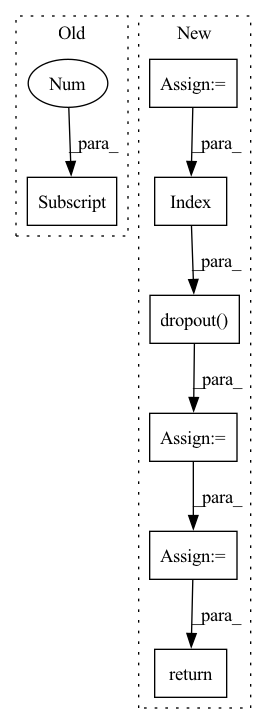 Old
New
Num
Assign:=
_para_
_para_
Subscript
Index
_para_
dropout()
_para_
Assign:=
_para_
Assign:=
_para_
return